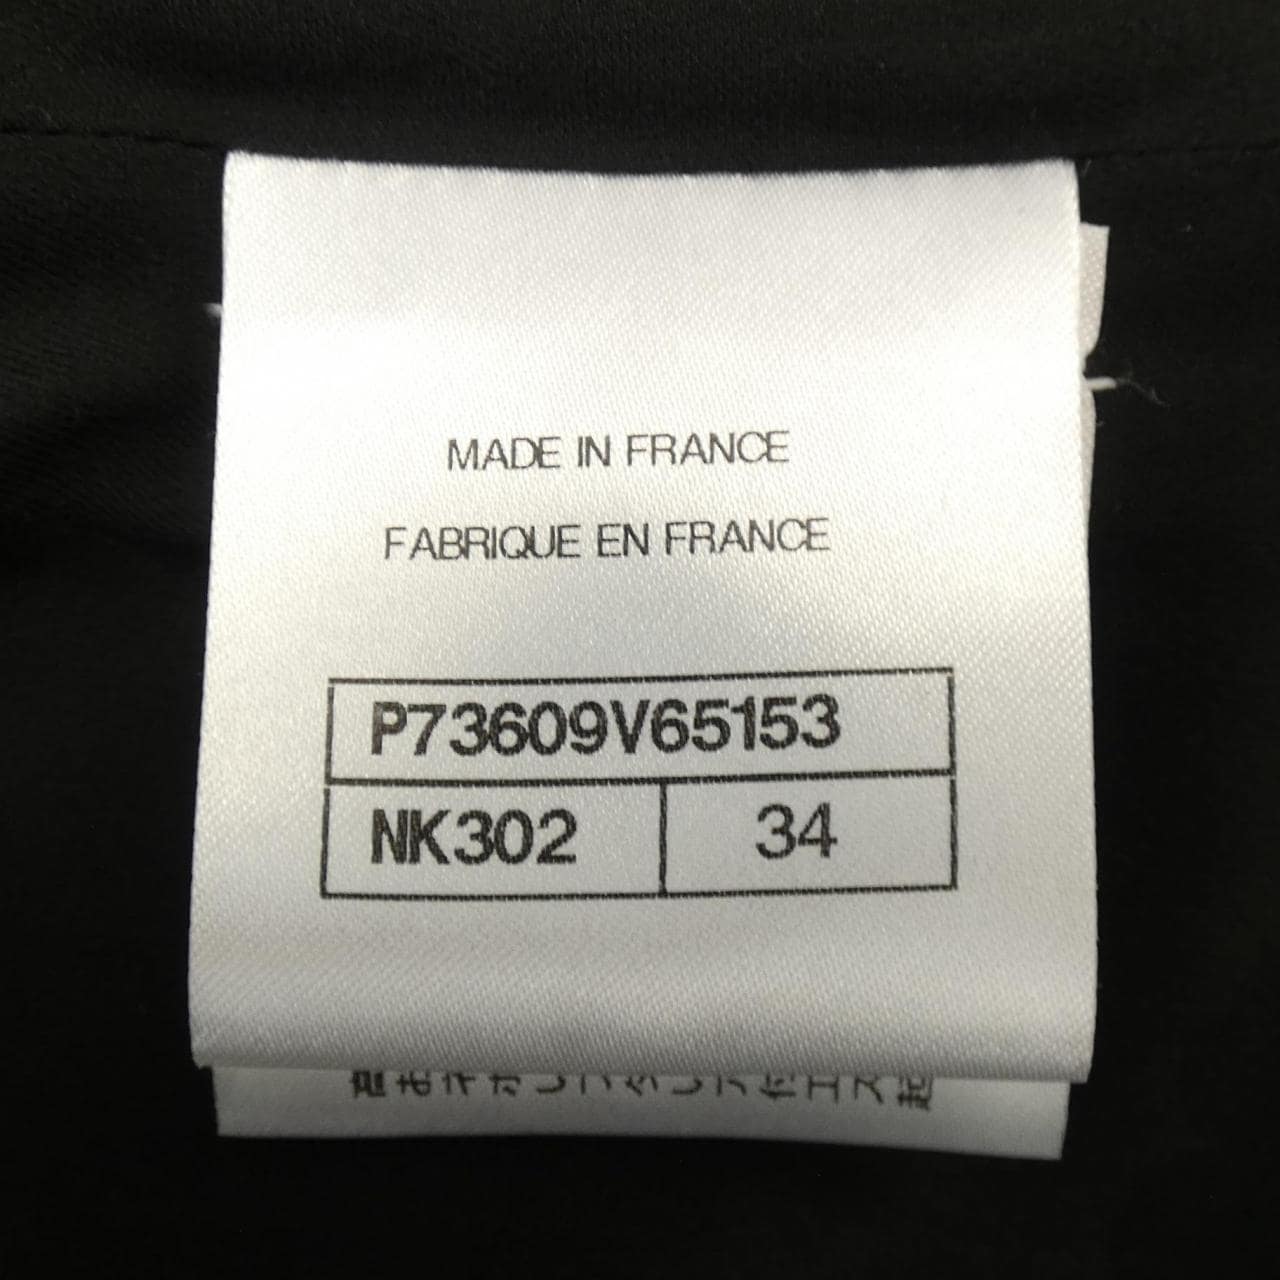 MADE IN FRANCE
FABRIQUE EN FRANCE
P73609V65153
NK302
34